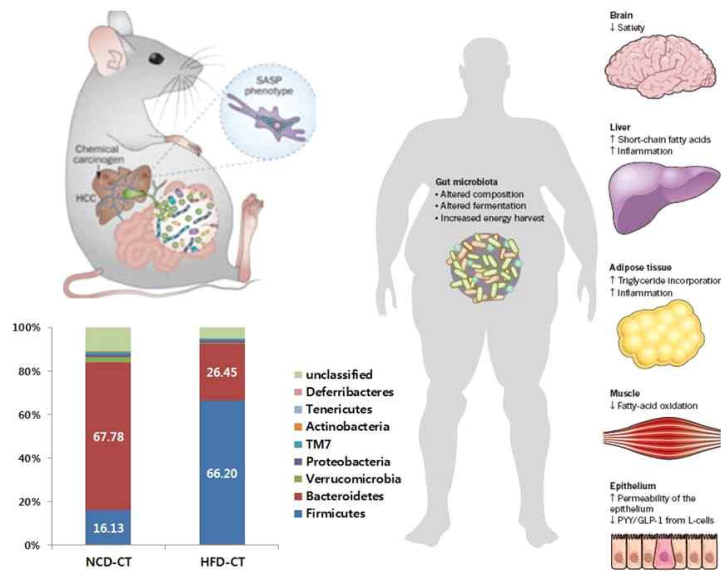 SASP
phenotype
Chemical
carcinogen
HCC
Gut microbiota
• Altered composition
• Altered fermentation
• Increased energy harvest
Brain
↓ Satiety
Liver
↑ Short-chain fatty acids
↑ Inflammation
Adipose tissue
↑ Triglyceride incorporation
↑ Inflammation
Muscle
↓ Fatty-acid oxidation
Epithelium
↑ Permeability of the
epithelium
↓ PYY/GLP-1 from L-cells
100%
80%
60%
40%
20%
0%
67.78
16.13
26.45
66.20
NCD-CT
HFD-CT
unclassified
Deferribacteres
Tenericutes
Actinobacteria
TM7
Proteobacteria
Verrucomicrobia
Bacteroidetes
Firmicutes